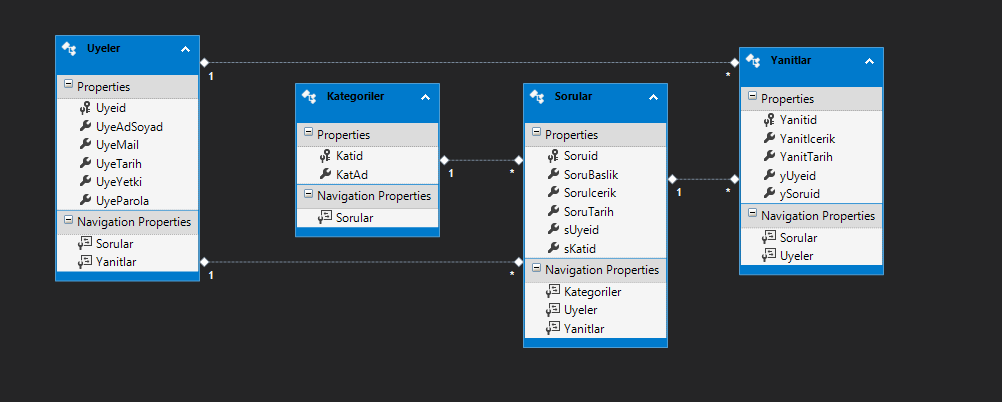 Uyeler
Properties
Uyeid
UyeAdSoyad
UyeMail
UyeTarih
UyeYetki
UyeParola
Navigation Properties
Sorular
Yanitlar
1
*
1
*
Kategoriler
Properties
Katid
KatAd
Navigation Properties
Sorular
1
*
Sorular
Properties
Soruid
SoruBaslik
SoruIcerik
SoruTarih
sUyeid
sKatid
Navigation Properties
Kategoriler
Uyeler
Yanitlar
1
*
Yanitlar
Properties
Yanitid
YanitIcerik
YanitTarih
yUyeid
ySoruid
Navigation Properties
Sorular
Uyeler